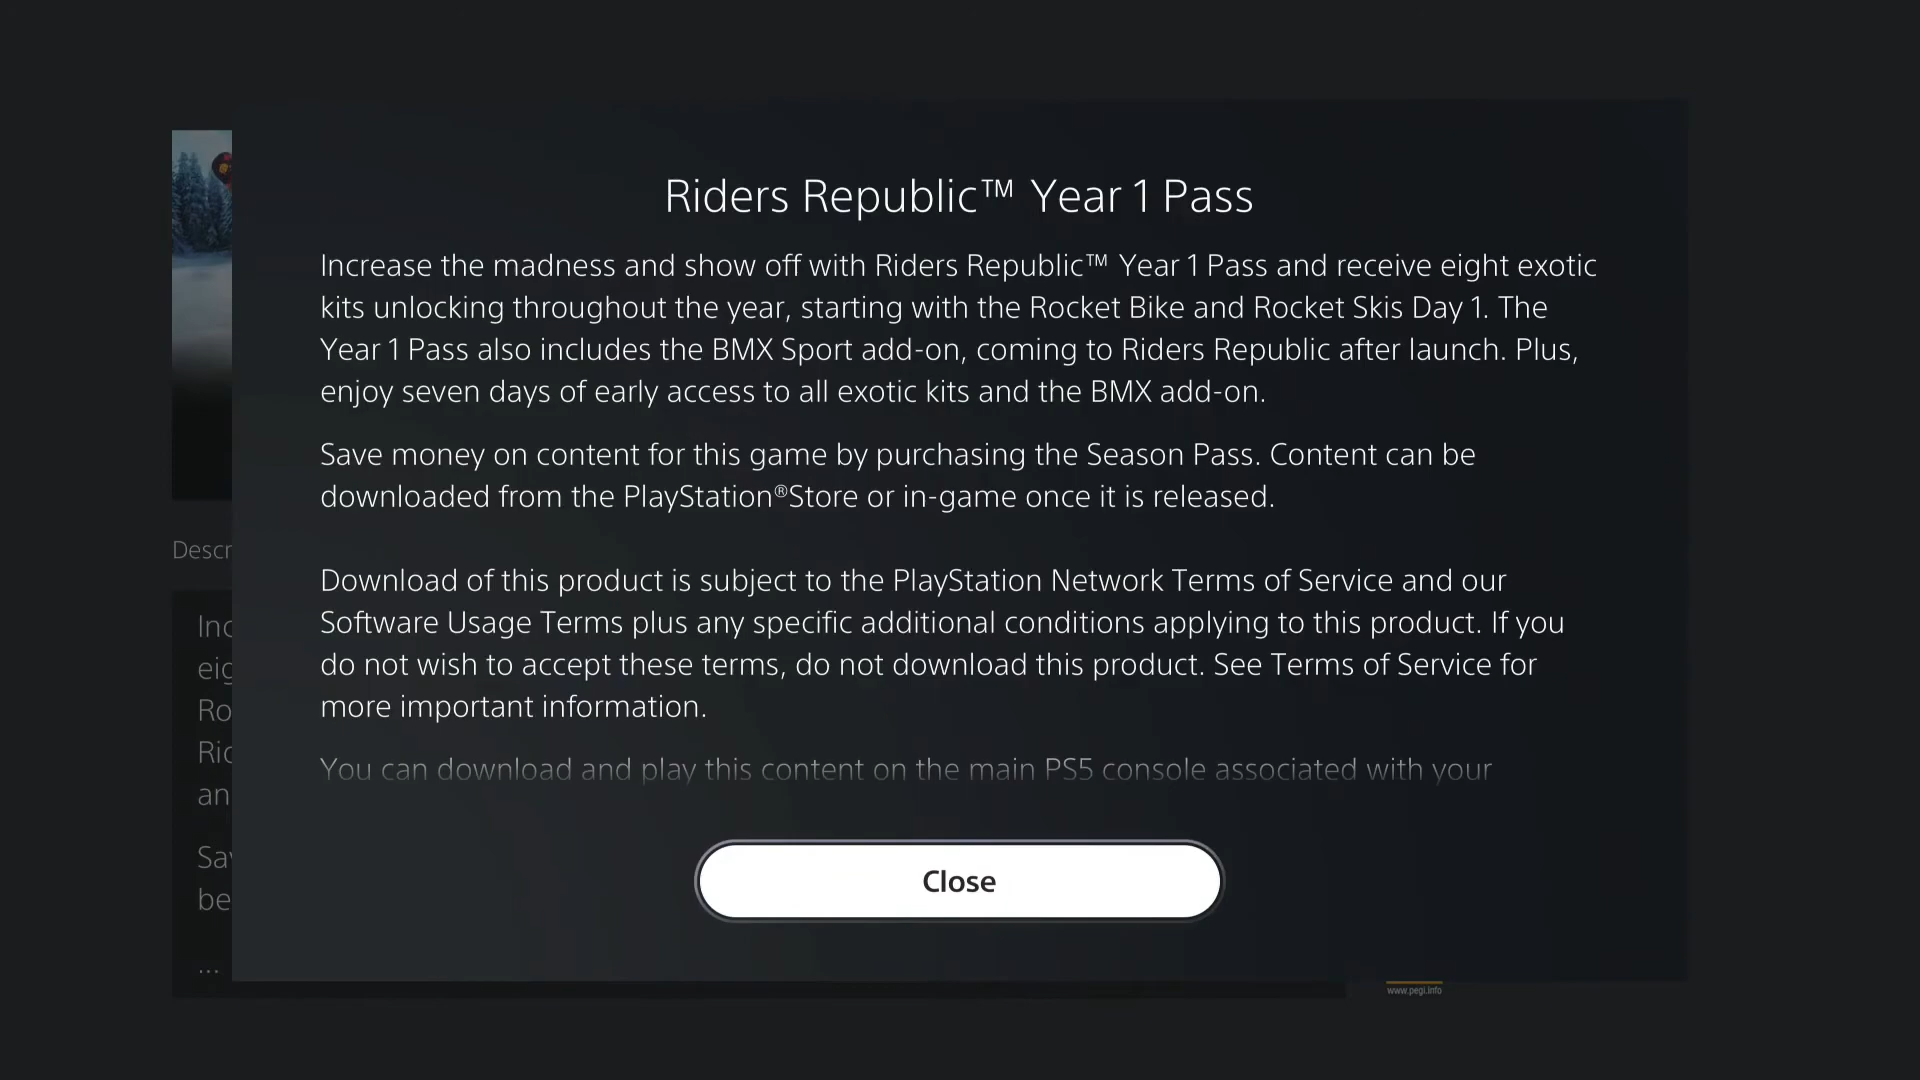 Riders Republic™ Year 1 Pass
Increase the madness and show off with Riders Republic™ Year 1 Pass and receive eight exotic
kits unlocking throughout the year, starting with the Rocket Bike and Rocket Skis Day 1. The
Year 1 Pass also includes the BMX Sport add-on, coming to Riders Republic after launch. Plus,
enjoy seven days of early access to all exotic kits and the BMX add-on.
Save money on content for this game by purchasing the Season Pass. Content can be
downloaded from the PlayStation®Store or in-game once it is released.
Download of this product is subject to the PlayStation Network Terms of Service and our
Software Usage Terms plus any specific additional conditions applying to this product. If you
do not wish to accept these terms, do not download this product. See Terms of Service for
more important information.
You can download and play this content on the main PS5 console associated with your
Close
Descr
Inc
eig
Ro
Ric
an
Sav
be
...
www.pegi.info